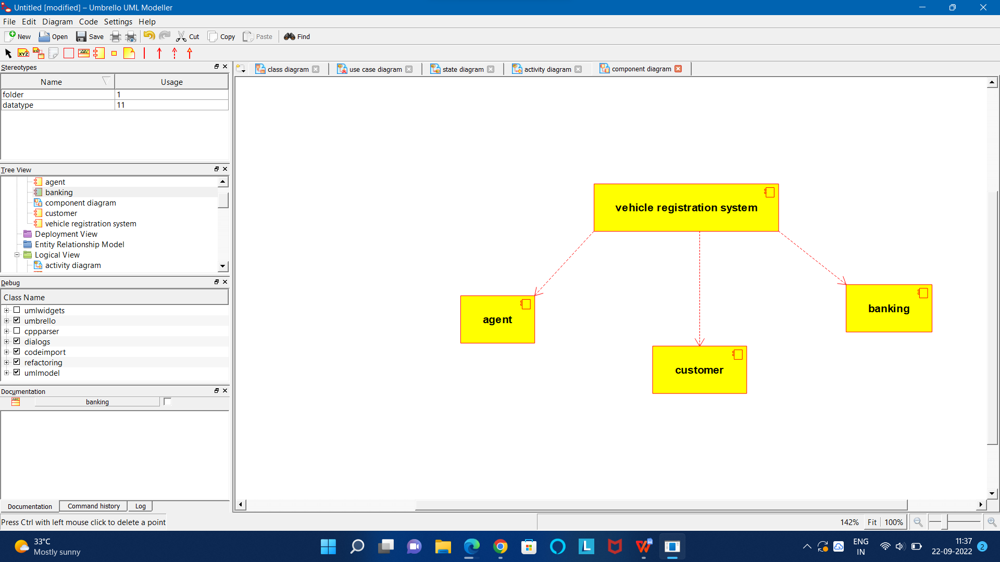 Untitled [modified] – Umbrello UML Modeller
File Edit Diagram Code Settings Help
New Open Save Cut Copy Paste Find
XYZ XYZ ABC
Stereotypes
class diagram use case diagram state diagram activity diagram component diagram
Name Usage
folder 1
datatype 11
Tree View
agent
banking
component diagram
customer
vehicle registration system
Deployment View
Entity Relationship Model
Logical View
activity diagram
Debug
Class Name
umlwidgets
umbrello
cppparser
dialogs
codeimport
refactoring
umlmodel
Documentation
banking
Documentation Command history Log
vehicle registration system
agent
banking
customer
Press Ctrl with left mouse click to delete a point
142% Fit 100%
33°C
Mostly sunny
ENG
IN
11:37
22-09-2022
2